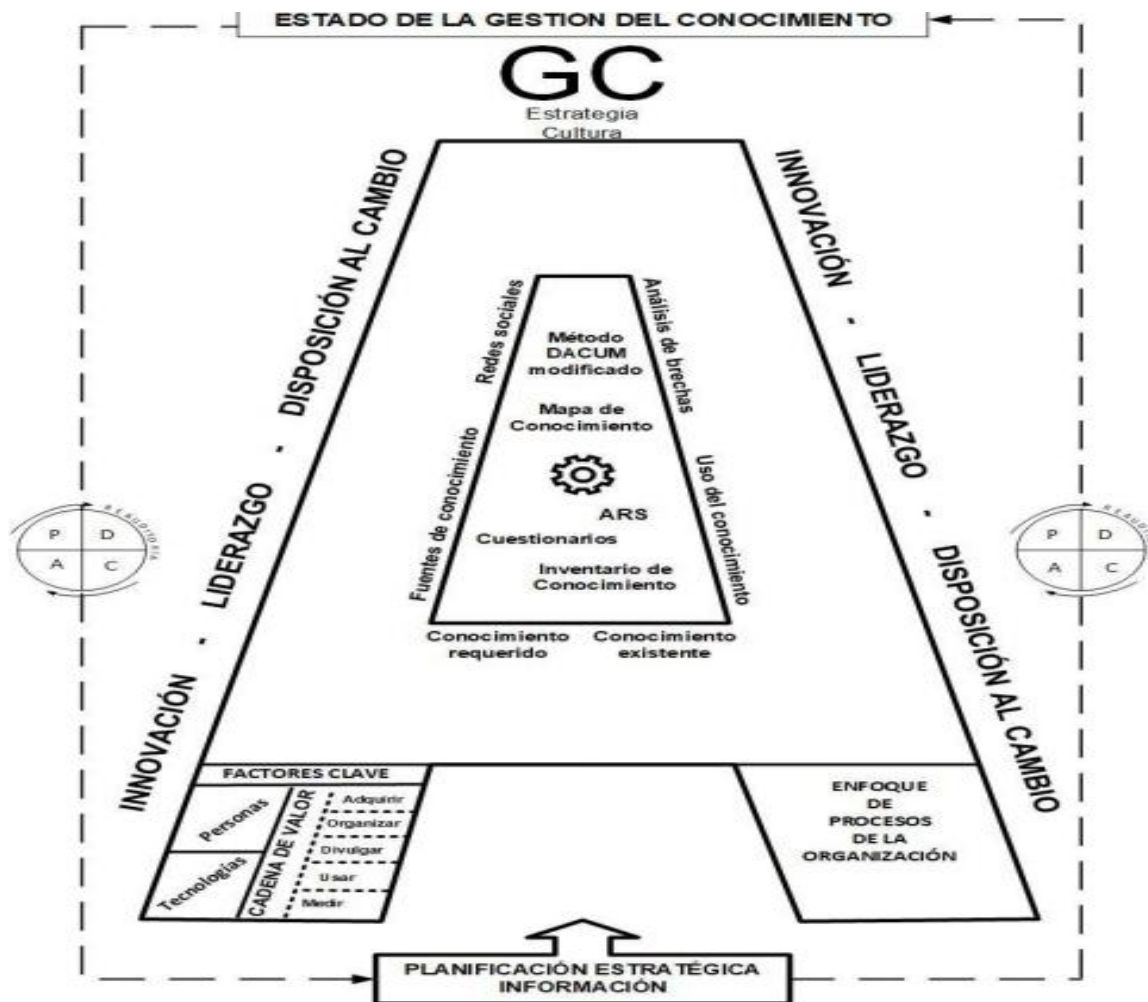 ESTADO DE LA GESTION DEL CONOCIMIENTO
GC
Estrategia
Cultura
INNOVACIÓN - LIDERAZGO - DISPOSICIÓN AL CAMBIO
INNOVACIÓN - LIDERAZGO - DISPOSICIÓN AL CAMBIO
Redes sociales
Fuentes de conocimiento
Análisis de brechas
Uso del conocimiento
Método
DACUM
modificado
Mapa de
Conocimiento
ARS
Cuestionarios
Inventario de
Conocimiento
Conocimiento
requerido
Conocimiento
existente
P D
A C
REAUDITORIA
P D
A C
REAUDITORIA
FACTORES CLAVE
Personas
Tecnologías
CADENA DE VALOR
Adquirir
Organizar
Divulgar
Usar
Medir
ENFOQUE
DE
PROCESOS
DE LA
ORGANIZACIÓN
PLANIFICACIÓN ESTRATÉGICA
INFORMACIÓN